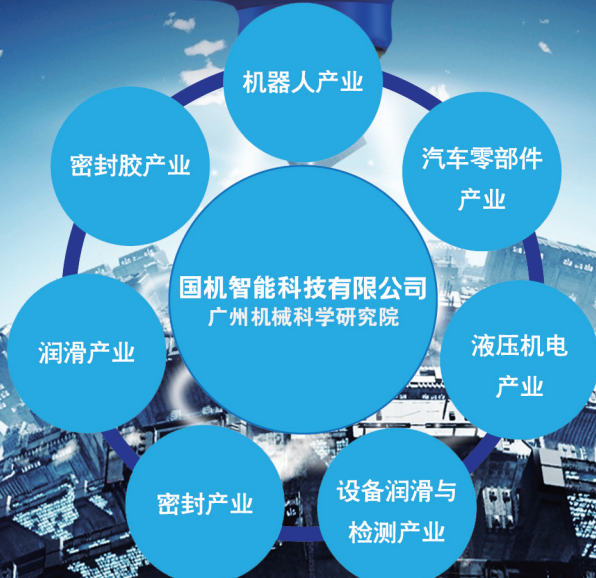 机器人产业
密封胶产业
汽车零部件
产业
国机智能科技有限公司
广州机械科学研究院
润滑产业
液压机电
产业
密封产业
设备润滑与
检测产业